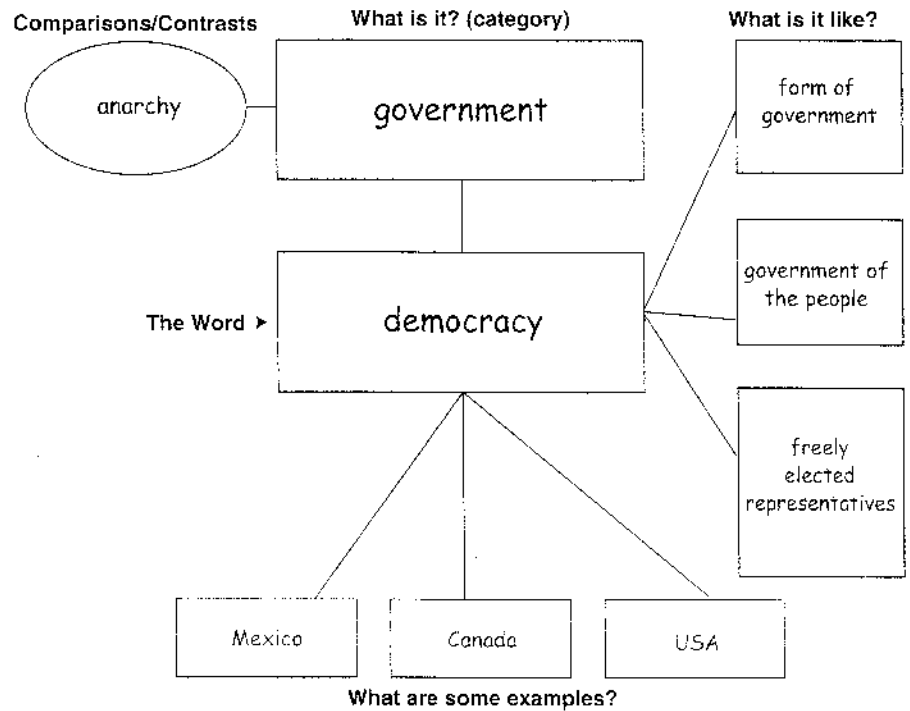 Comparisons/Contrasts
What is it? (category)
What is it like?
anarchy
government
form of
government
The Word ➤
democracy
government of
the people
freely
elected
representatives
Mexico
Canada
USA
What are some examples?